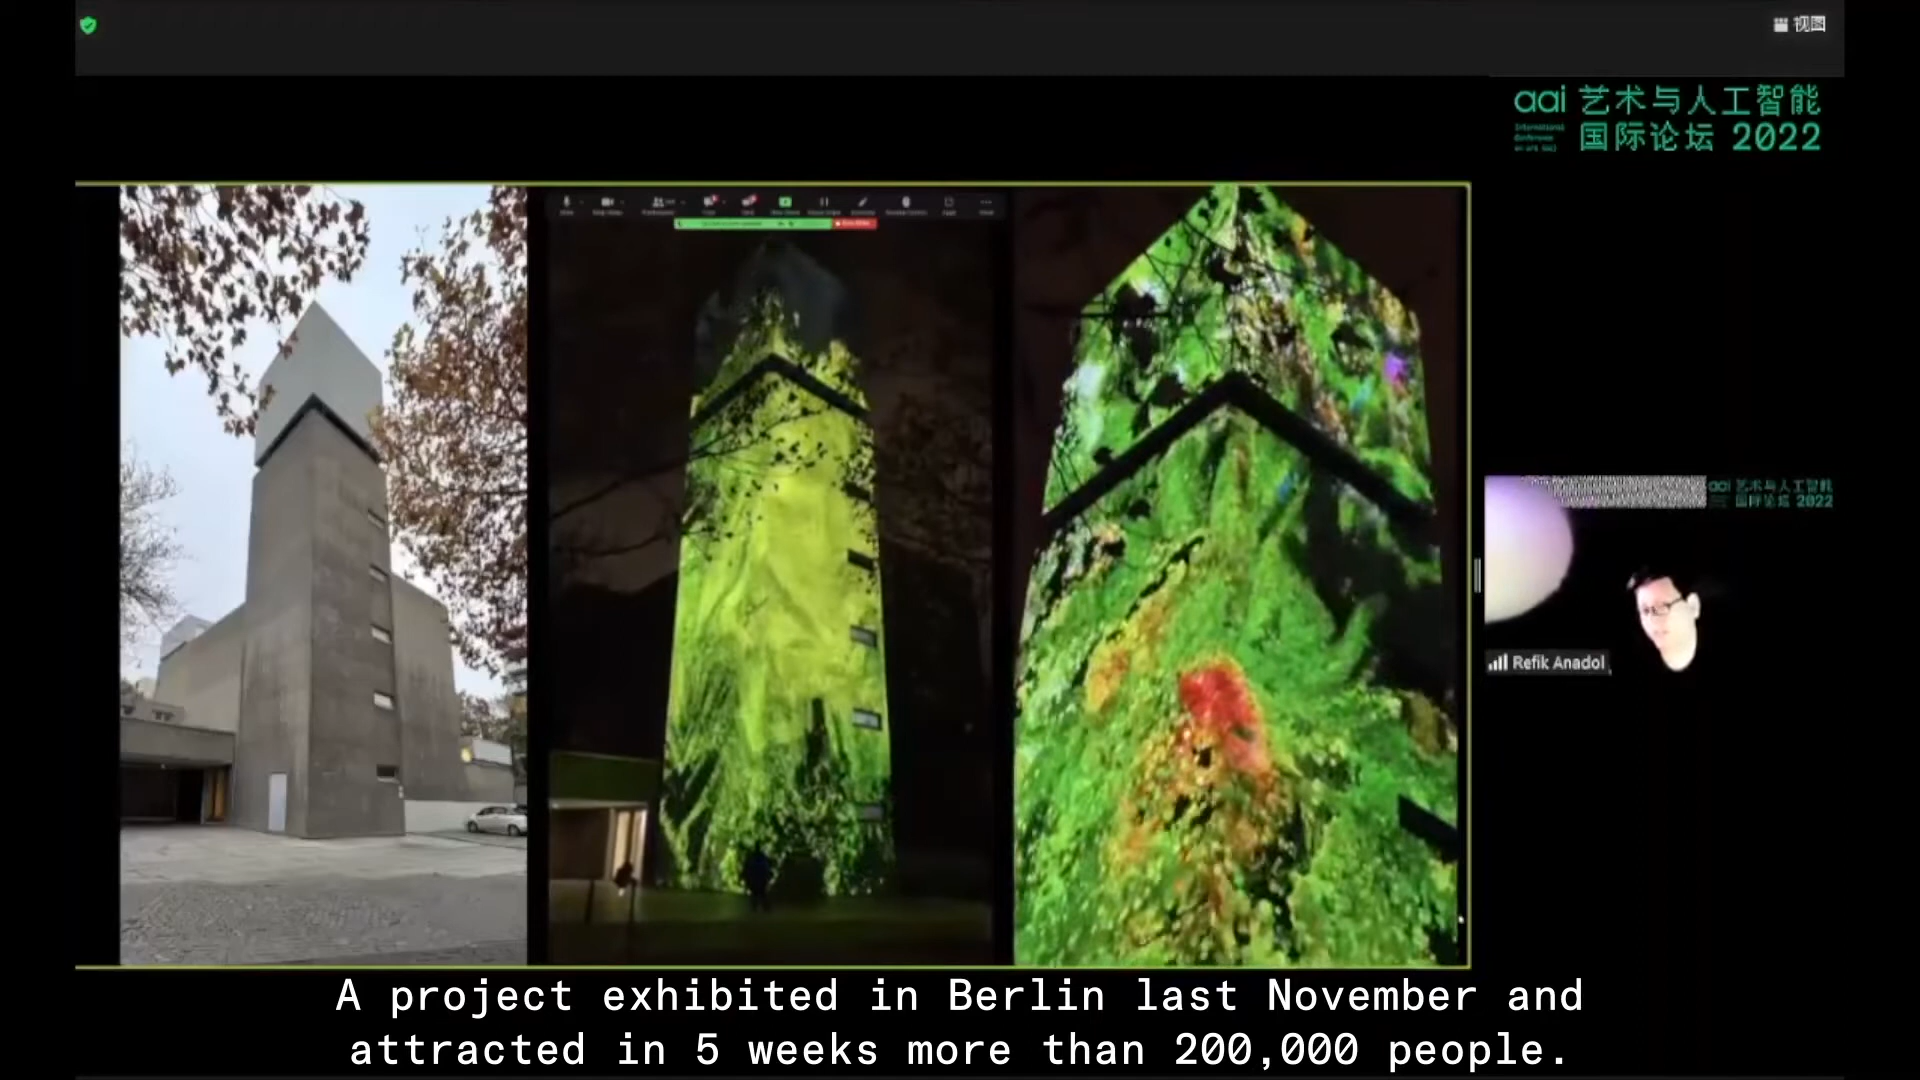 视图
aai 艺术与人工智能
国际论坛 2022
International
Conference
aai 艺术与人工智能
国际论坛 2022
Refik Anadol
A project exhibited in Berlin last November and
attracted in 5 weeks more than 200,000 people.